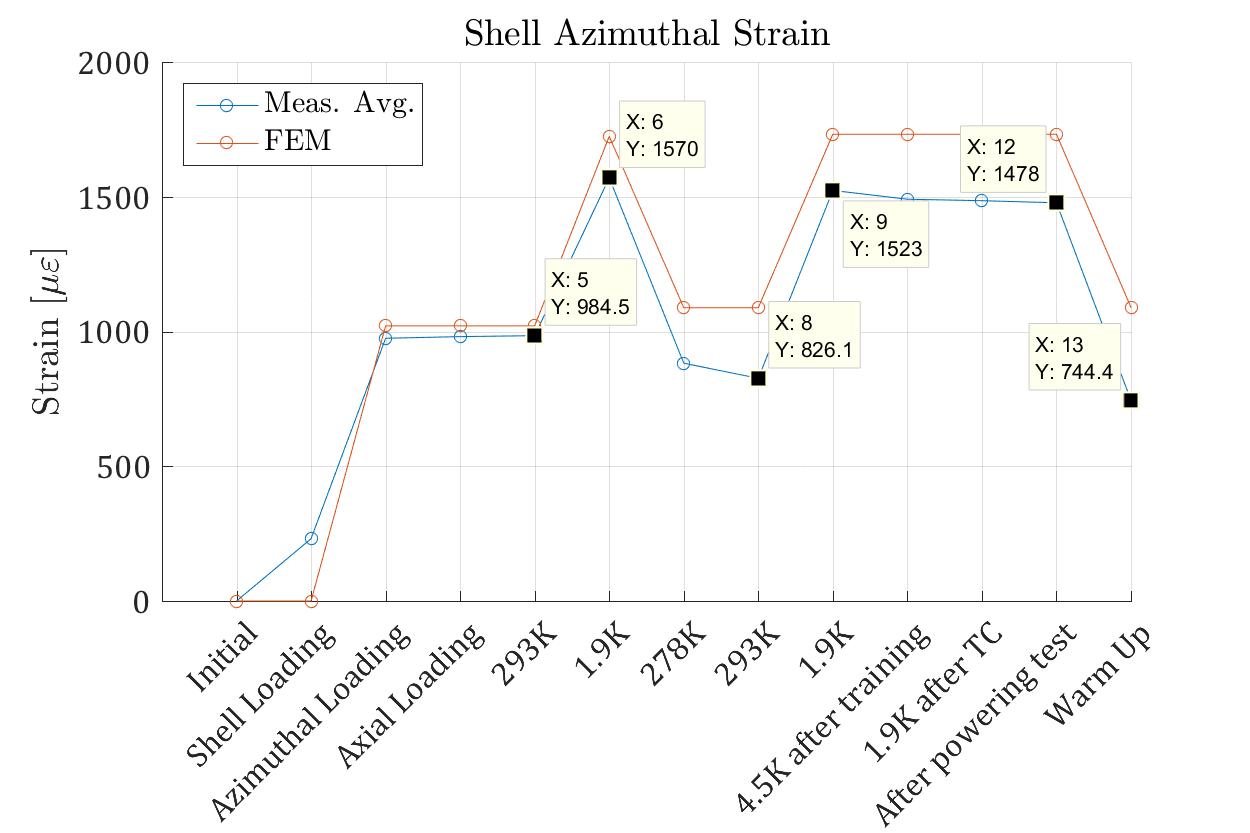 Shell Azimuthal Strain
2000
1500
1000
500
0
Strain [με]
Meas. Avg.
FEM
X: 6
Y: 1570
X: 12
Y: 1478
X: 9
Y: 1523
X: 5
Y: 984.5
X: 8
Y: 826.1
X: 13
Y: 744.4
Initial
Shell Loading
Azimuthal Loading
Axial Loading
293K
1.9K
278K
293K
1.9K
4.5K after training
1.9K after TC
After powering test
Warm Up